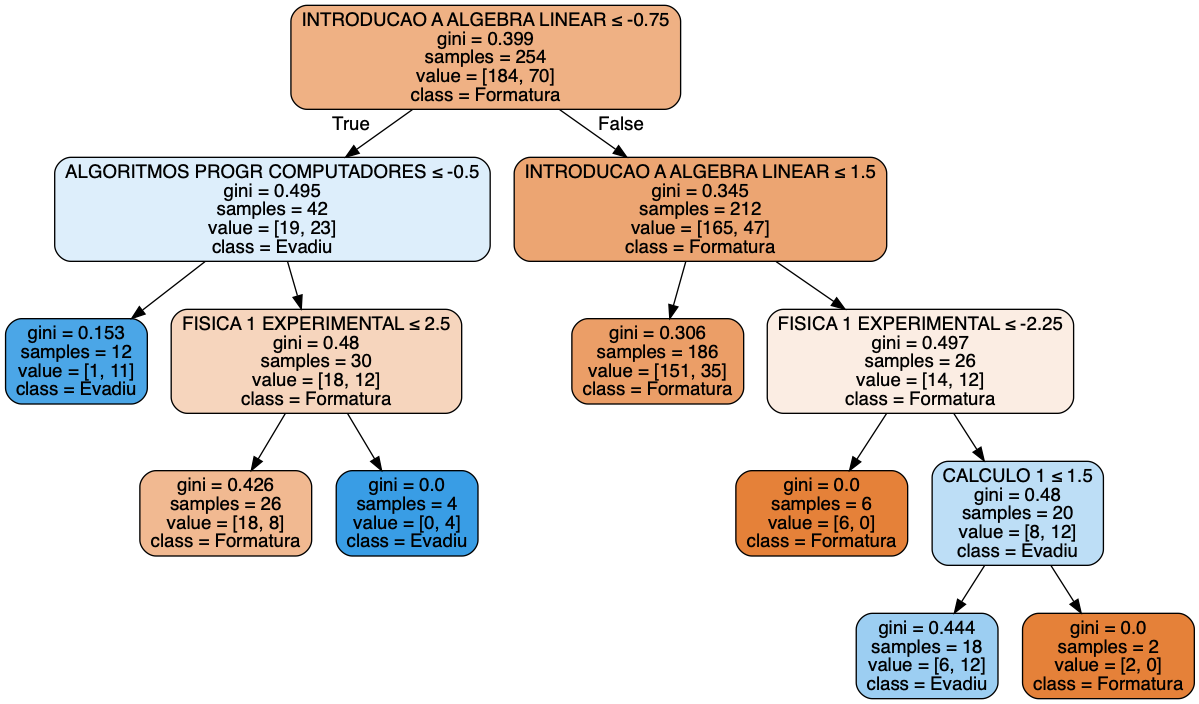 INTRODUCAO A ALGEBRA LINEAR ≤ -0.75
gini = 0.399
samples = 254
value = [184, 70]
class = Formatura
True
False
ALGORITMOS PROGR COMPUTADORES ≤ -0.5
gini = 0.495
samples = 42
value = [19, 23]
class = Evadiu
INTRODUCAO A ALGEBRA LINEAR ≤ 1.5
gini = 0.345
samples = 212
value = [165, 47]
class = Formatura
gini = 0.153
samples = 12
value = [1, 11]
class = Evadiu
FISICA 1 EXPERIMENTAL ≤ 2.5
gini = 0.48
samples = 30
value = [18, 12]
class = Formatura
gini = 0.306
samples = 186
value = [151, 35]
class = Formatura
FISICA 1 EXPERIMENTAL ≤ -2.25
gini = 0.497
samples = 26
value = [14, 12]
class = Formatura
gini = 0.426
samples = 26
value = [18, 8]
class = Formatura
gini = 0.0
samples = 4
value = [0, 4]
class = Evadiu
gini = 0.0
samples = 6
value = [6, 0]
class = Formatura
CALCULO 1 ≤ 1.5
gini = 0.48
samples = 20
value = [8, 12]
class = Evadiu
gini = 0.444
samples = 18
value = [6, 12]
class = Evadiu
gini = 0.0
samples = 2
value = [2, 0]
class = Formatura